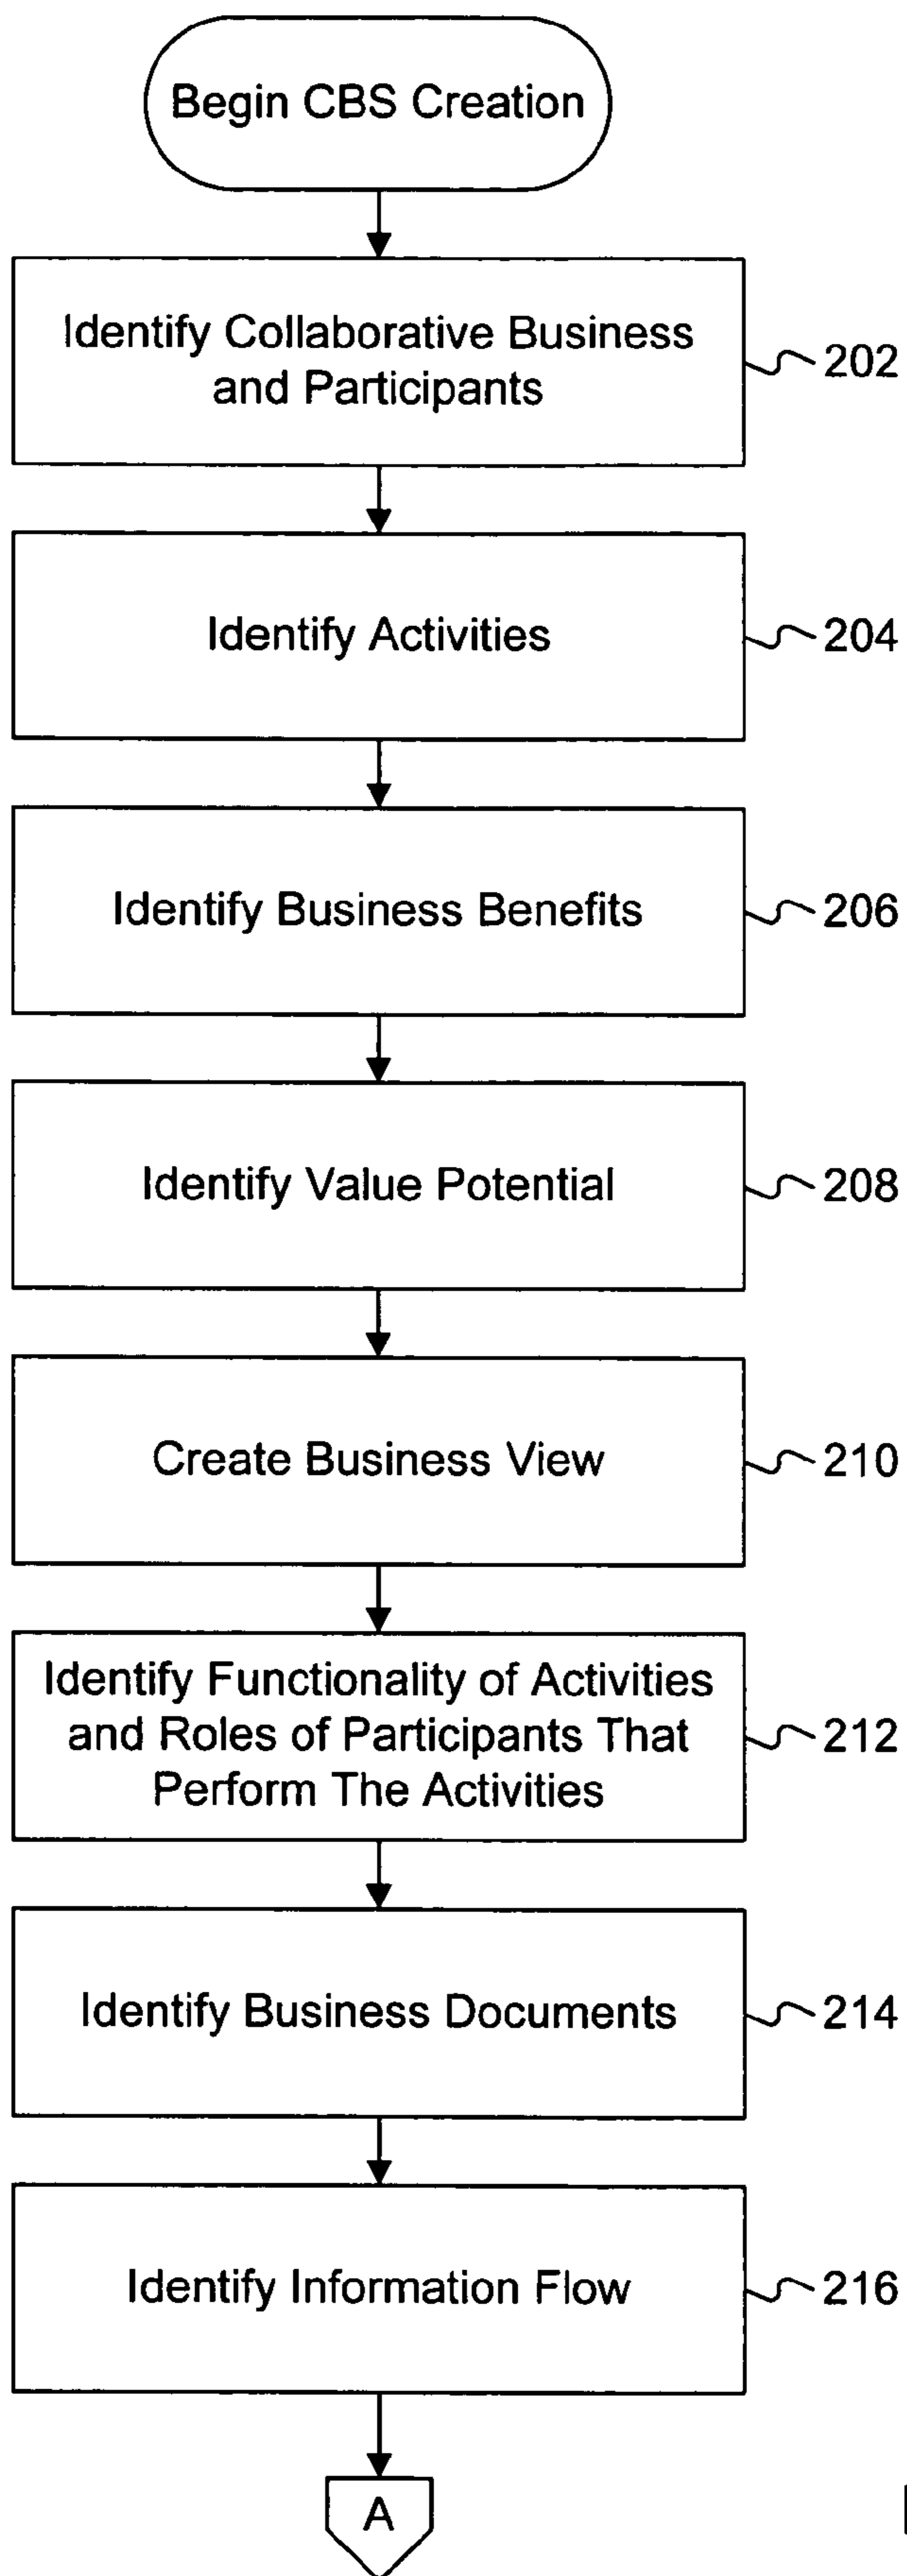 Begin CBS Creation
Identify Collaborative Business
and Participants
202
Identify Activities
204
Identify Business Benefits
206
Identify Value Potential
208
Create Business View
210
Identify Functionality of Activities
and Roles of Participants That
Perform The Activities
212
Identify Business Documents
214
Identify Information Flow
216
A